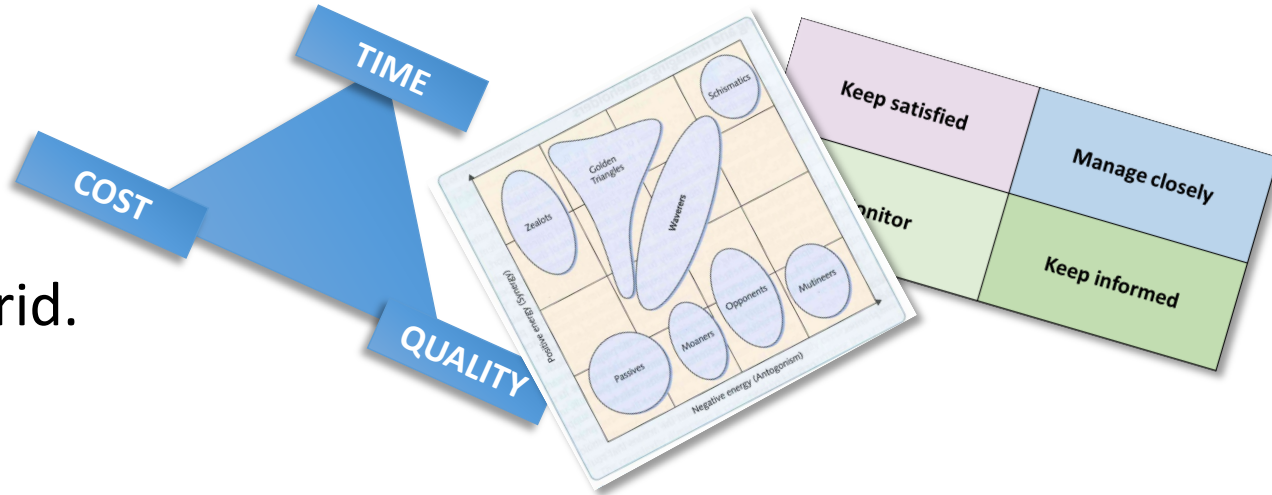 TIME
COST
QUALITY
rid.
Schismatics
Golden
Triangles
Zealots
Waverers
Mutineers
Opponents
Moaners
Passives
Positive energy (Synergy)
Negative energy (Antogonism)
Keep satisfied
Manage closely
onitor
Keep informed